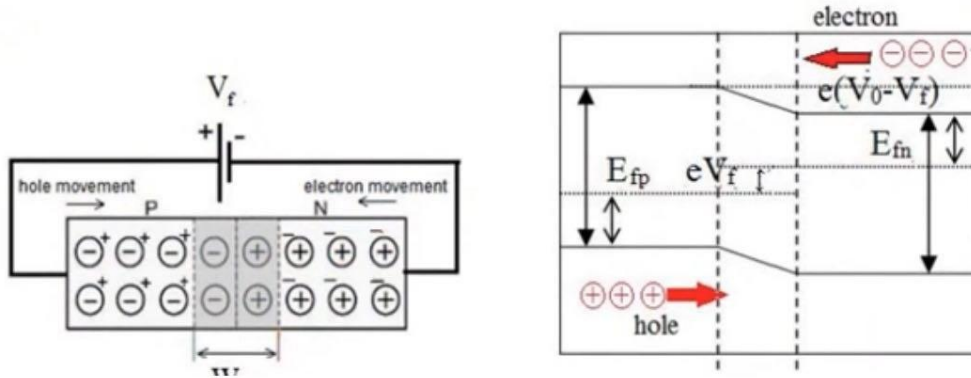 V_f
+ -
hole movement
electron movement
P
N
W
electron
e(V_0-V_f)
E_fn
E_fp
eV_f
hole